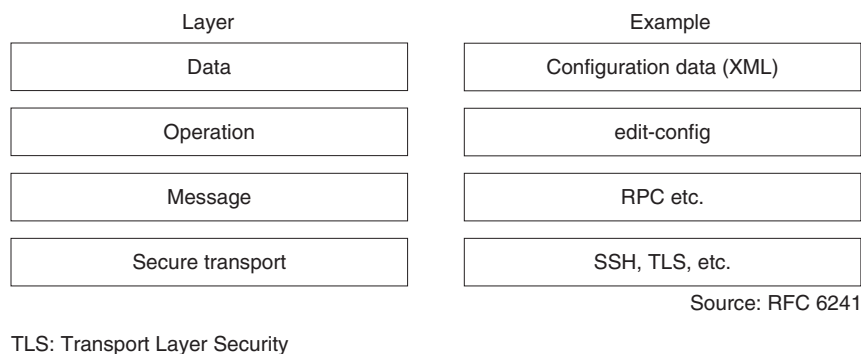 Layer Example
Data Configuration data (XML)
Operation edit-config
Message RPC etc.
Secure transport SSH, TLS, etc.
Source: RFC 6241
TLS: Transport Layer Security